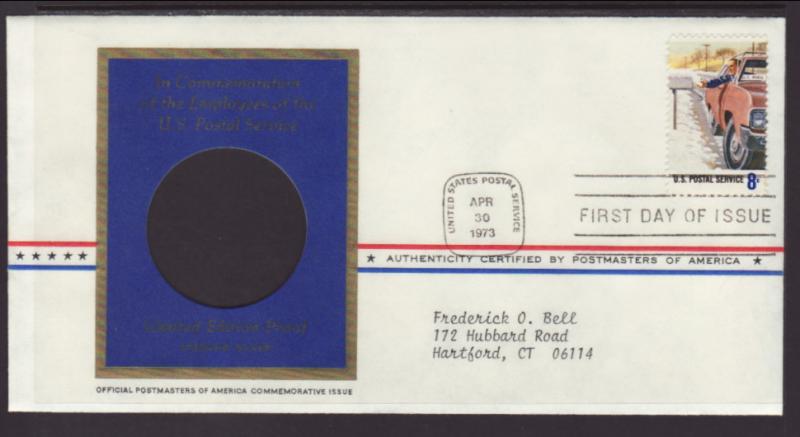 In Commemoration
of the Employees of the
U.S. Postal Service
U.S. MAIL
U.S. POSTAL SERVICE 8c
UNITED STATES POSTAL SERVICE
APR
30
1973
FIRST DAY OF ISSUE
★★★★★
★ AUTHENTICITY CERTIFIED BY POSTMASTERS OF AMERICA ★
Limited Edition Proof
Frederick O. Bell
172 Hubbard Road
Hartford, CT 06114
OFFICIAL POSTMASTERS OF AMERICA COMMEMORATIVE ISSUE